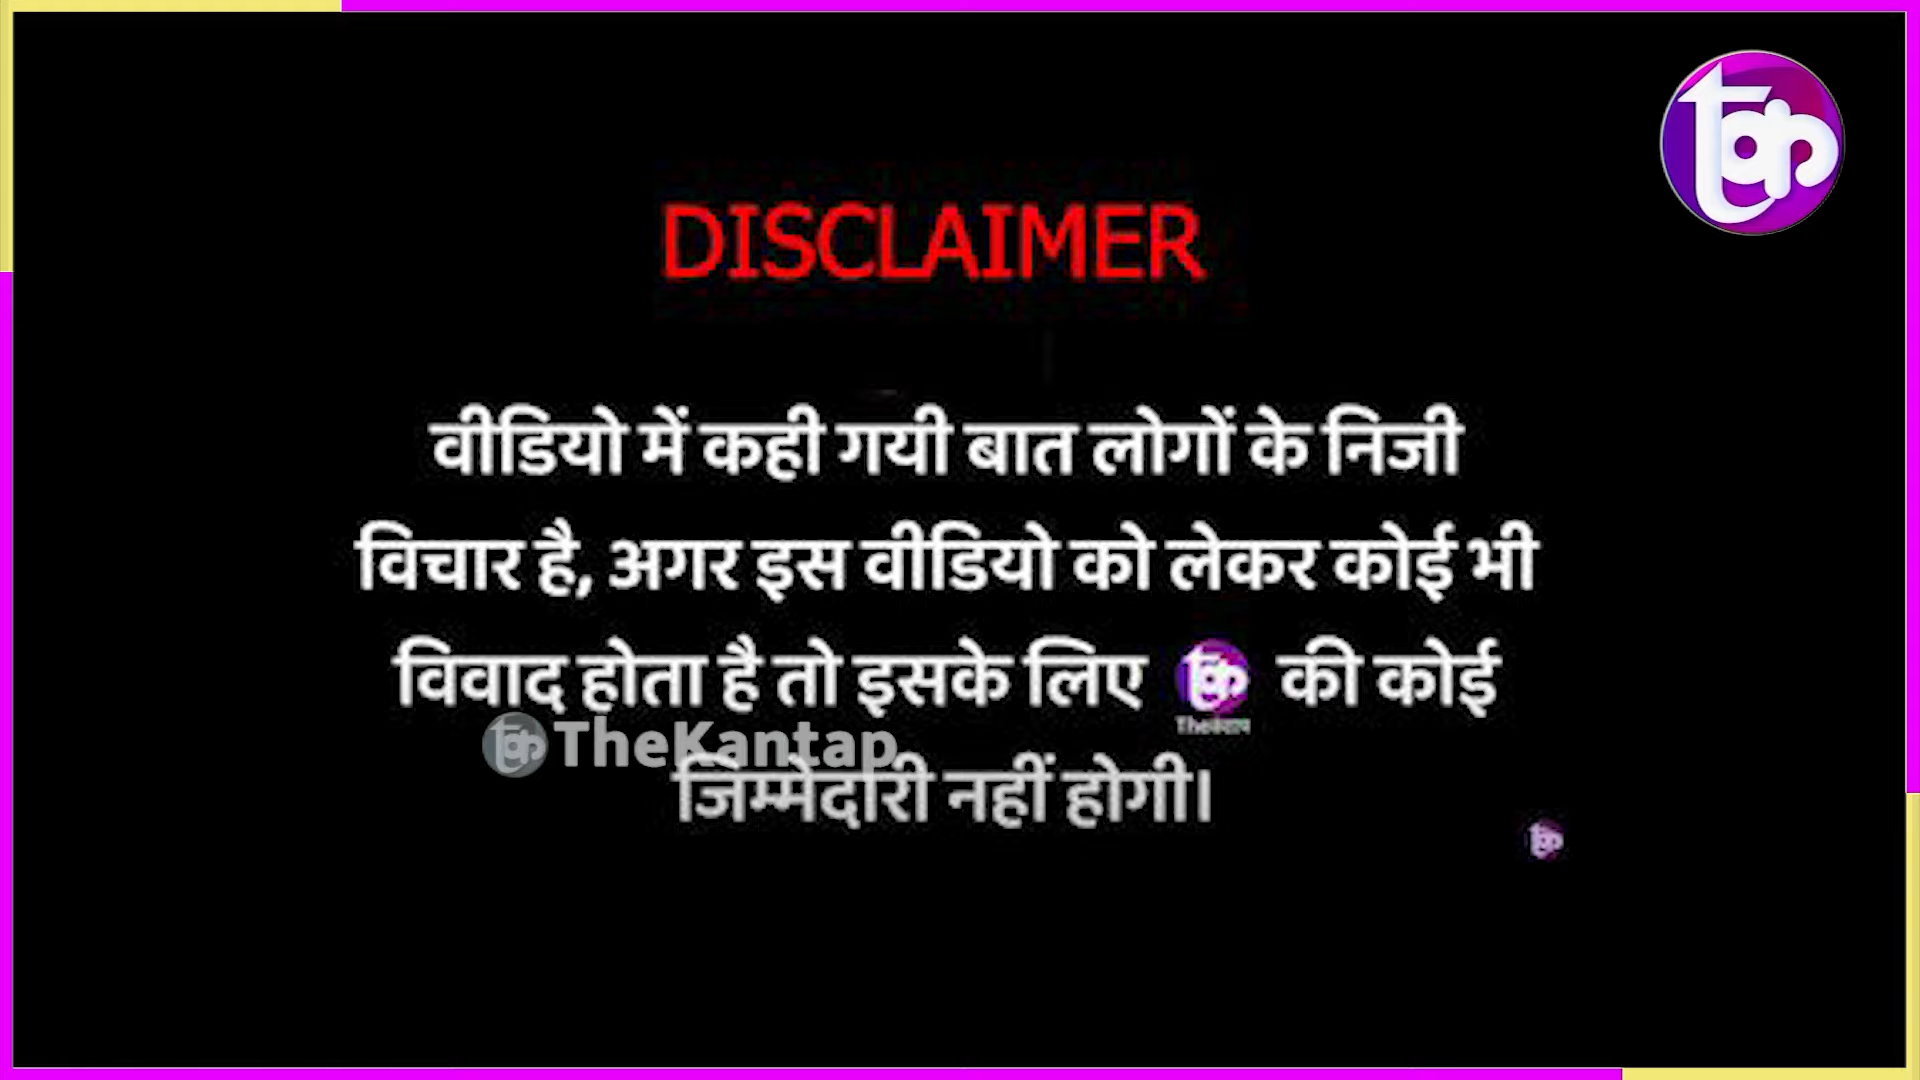 DISCLAIMER
वीडियो में कही गयी बात लोगों के निजी
विचार है, अगर इस वीडियो को लेकर कोई भी
विवाद होता है तो इसके लिए की कोई
TheKantap
जिम्मेदारी नहीं होगी।